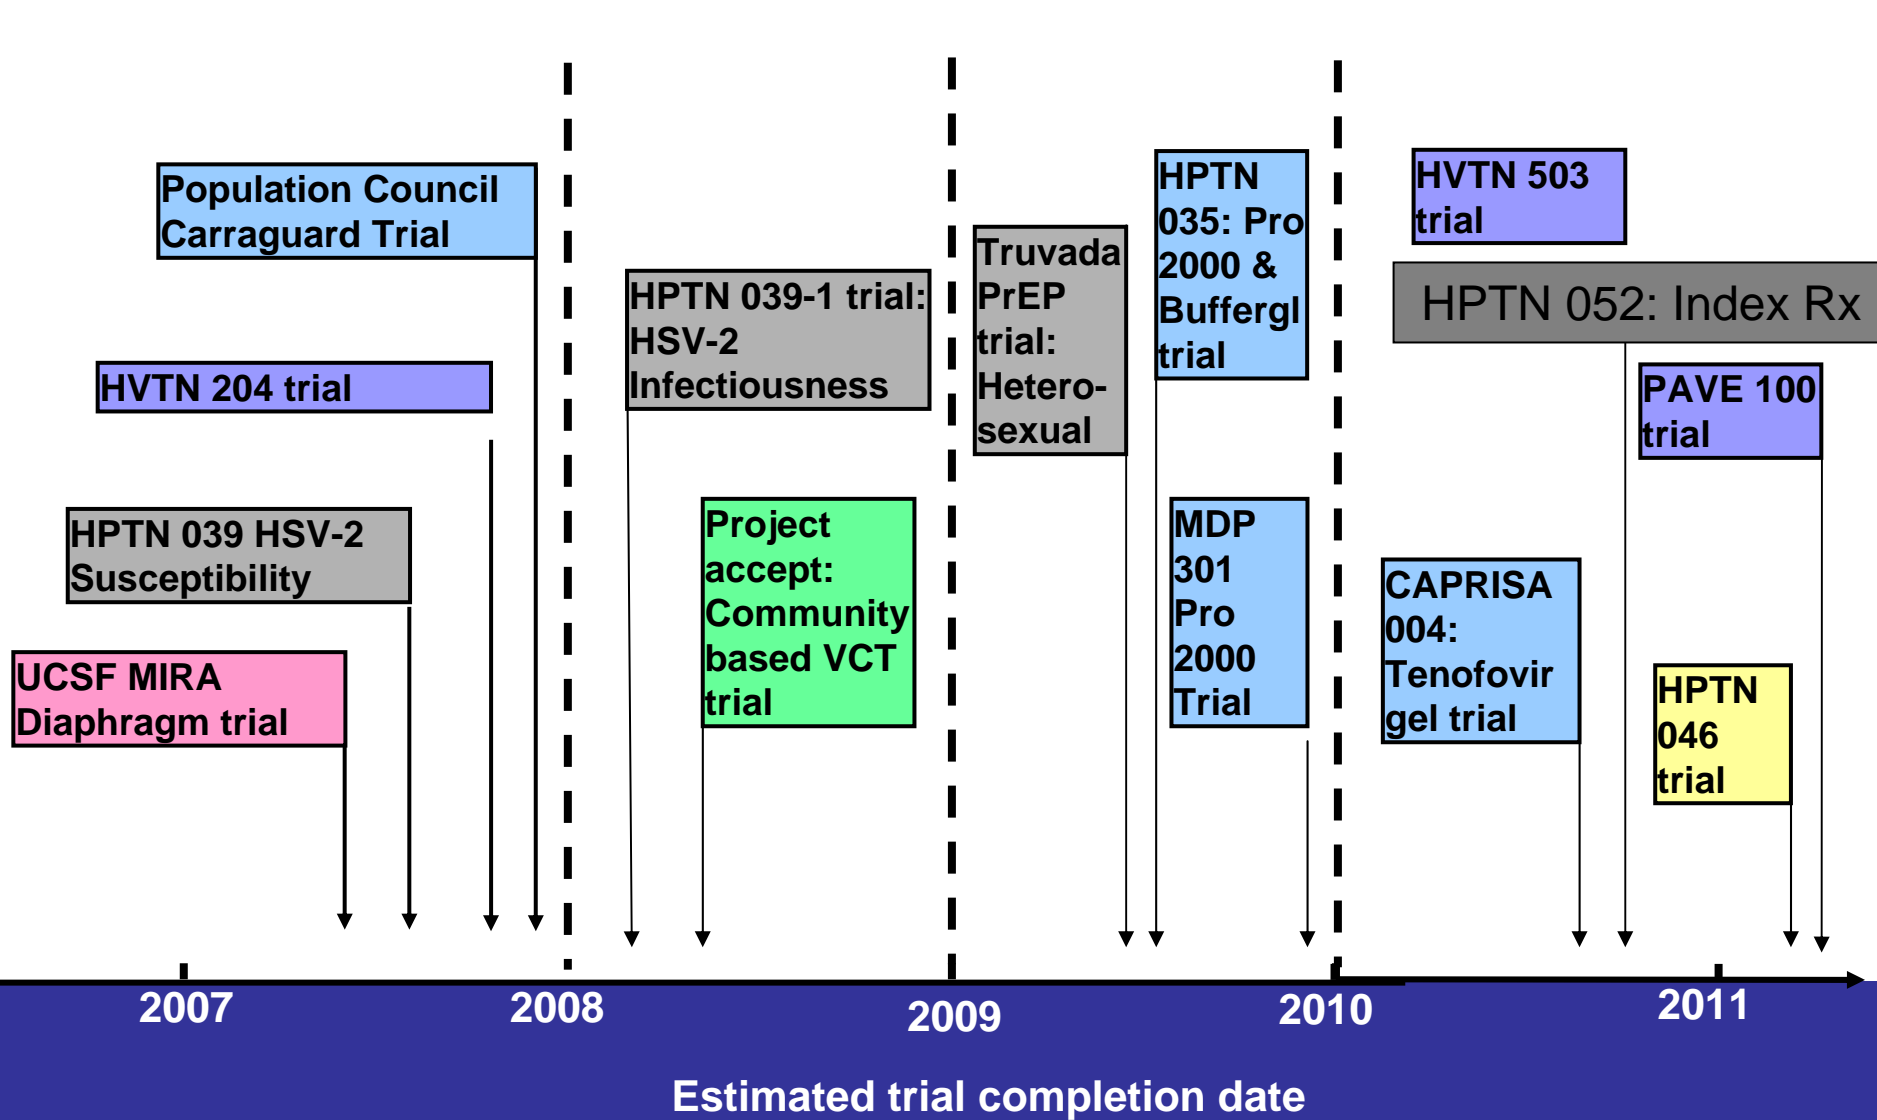 Population Council
Carraguard Trial
HVTN 204 trial
HPTN 039 HSV-2
Susceptibility
UCSF MIRA
Diaphragm trial
HPTN 039-1 trial:
HSV-2
Infectiousness
Project
accept:
Community
based VCT
trial
Truvada
PrEP
trial:
Hetero-
sexual
HPTN
035: Pro
2000 &
Buffergl
trial
MDP
301
Pro
2000
Trial
HVTN 503
trial
HPTN 052: Index Rx
PAVE 100
trial
CAPRISA
004:
Tenofovir
gel trial
HPTN
046
trial
2007
2008
2009
2010
2011
Estimated trial completion date